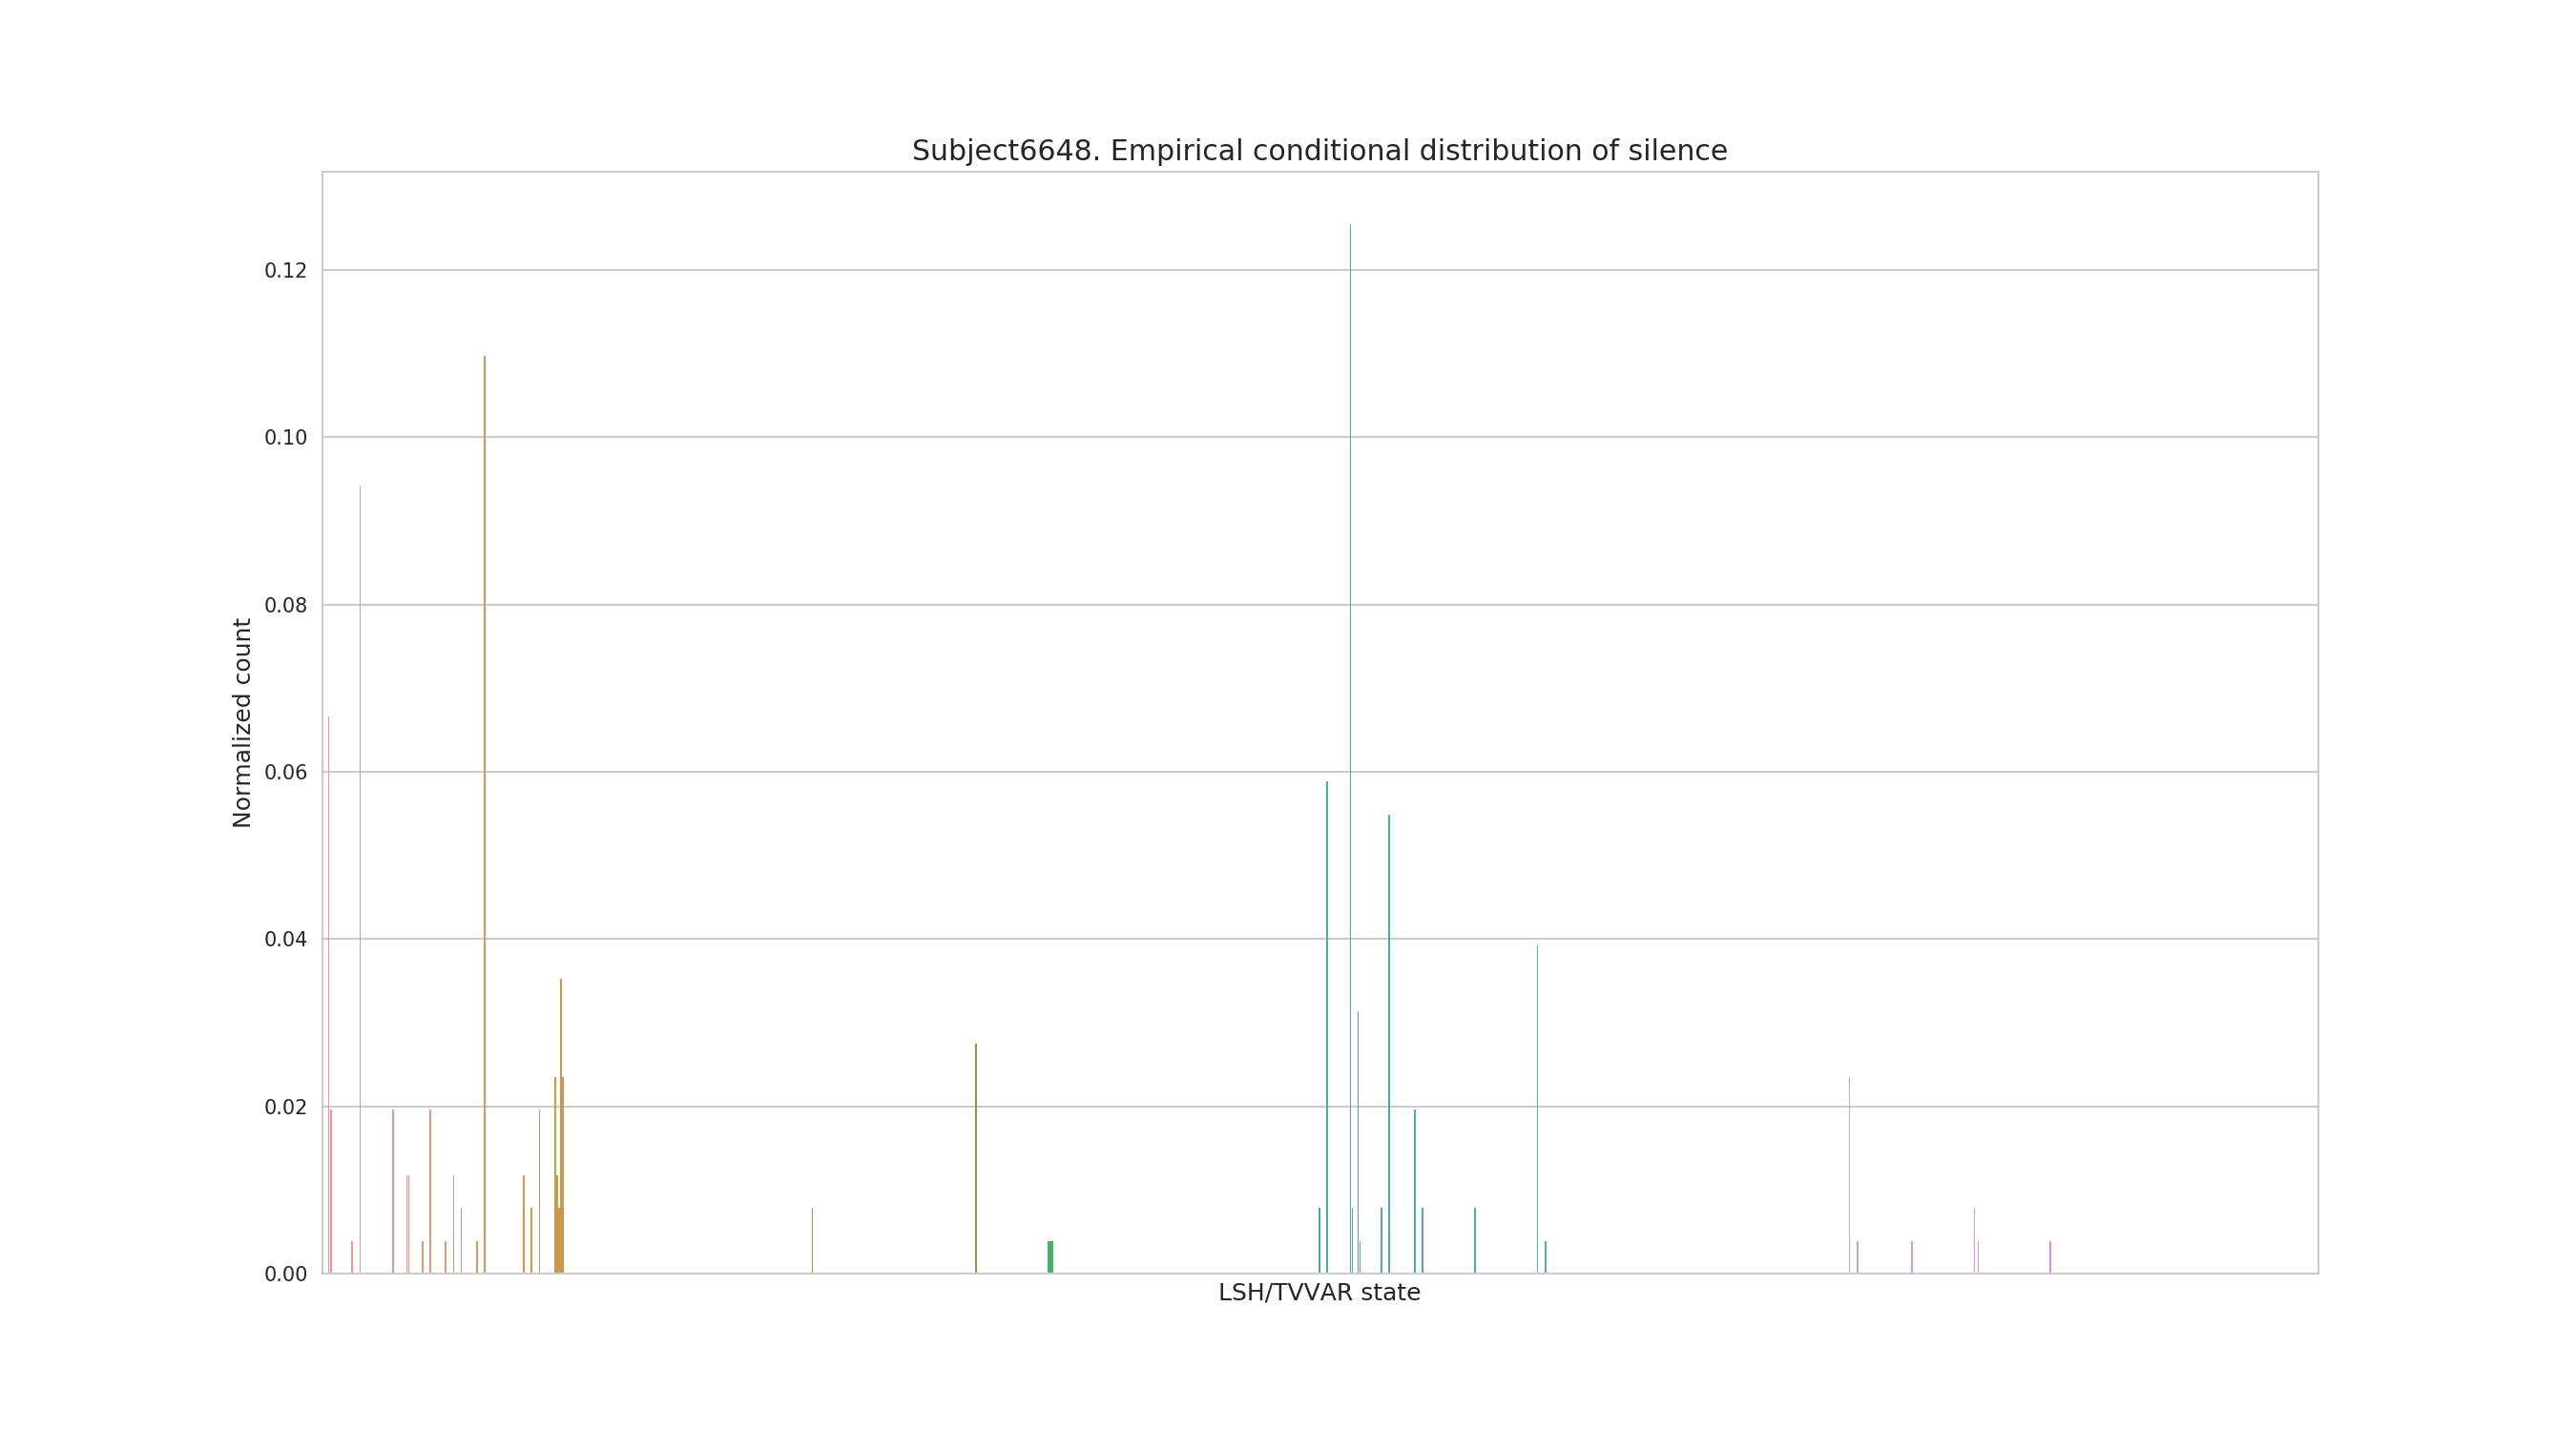 Subject6648. Empirical conditional distribution of silence
0.12
0.10
0.08
0.06
0.04
0.02
0.00
Normalized count
LSH/TVVAR state